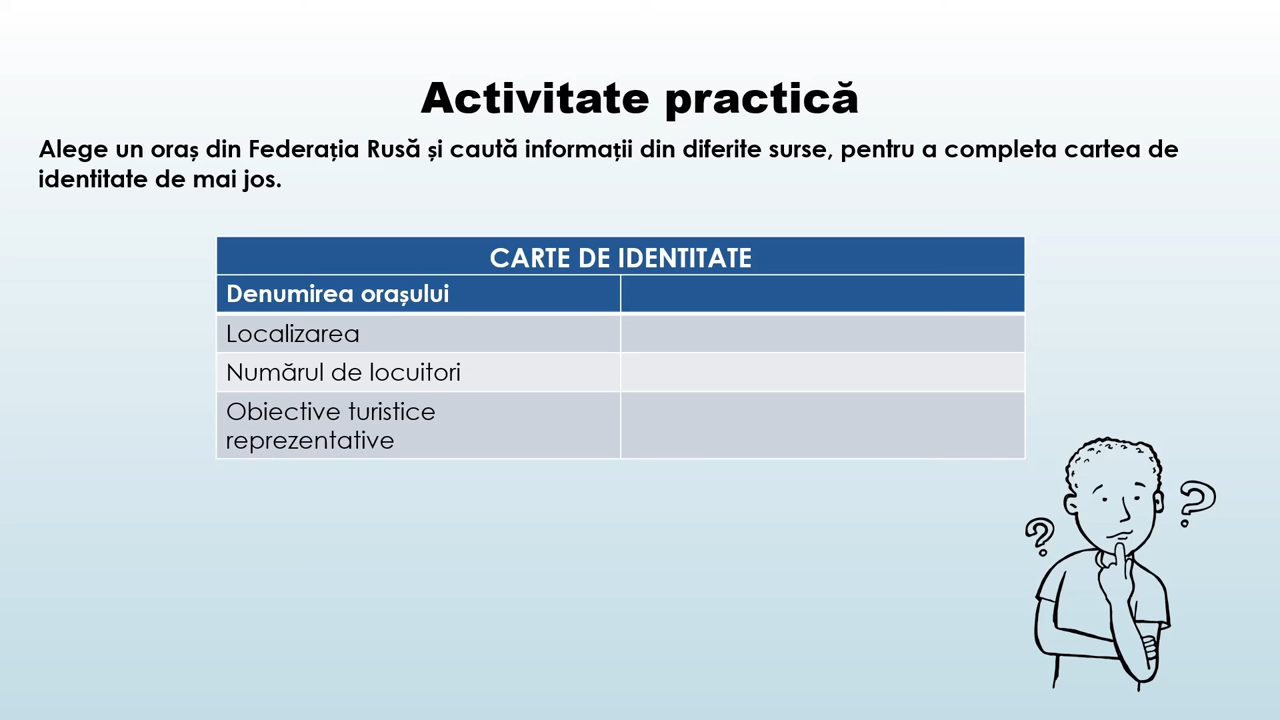 Activitate practică
Alege un oraș din Federația Rusă și caută informații din diferite surse, pentru a completa cartea de
identitate de mai jos.
CARTE DE IDENTITATE
Denumirea orașului
Localizarea
Numărul de locuitori
Obiective turistice
reprezentative
?
?